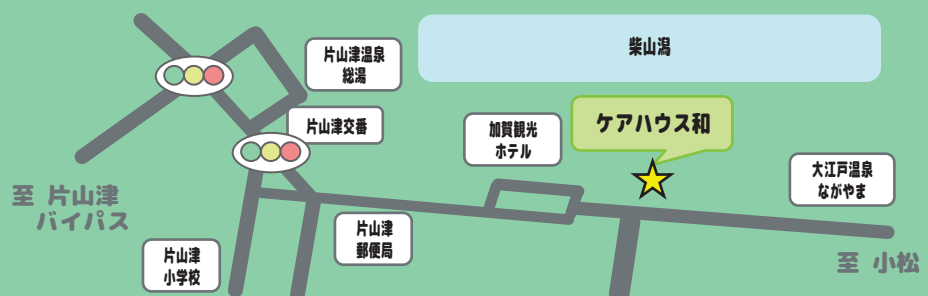 柴山潟
片山津温泉
総湯
ケアハウス和
片山津交番
加賀観光
ホテル
大江戸温泉
ながやま
至 片山津
バイパス
片山津
郵便局
片山津
小学校
至 小松